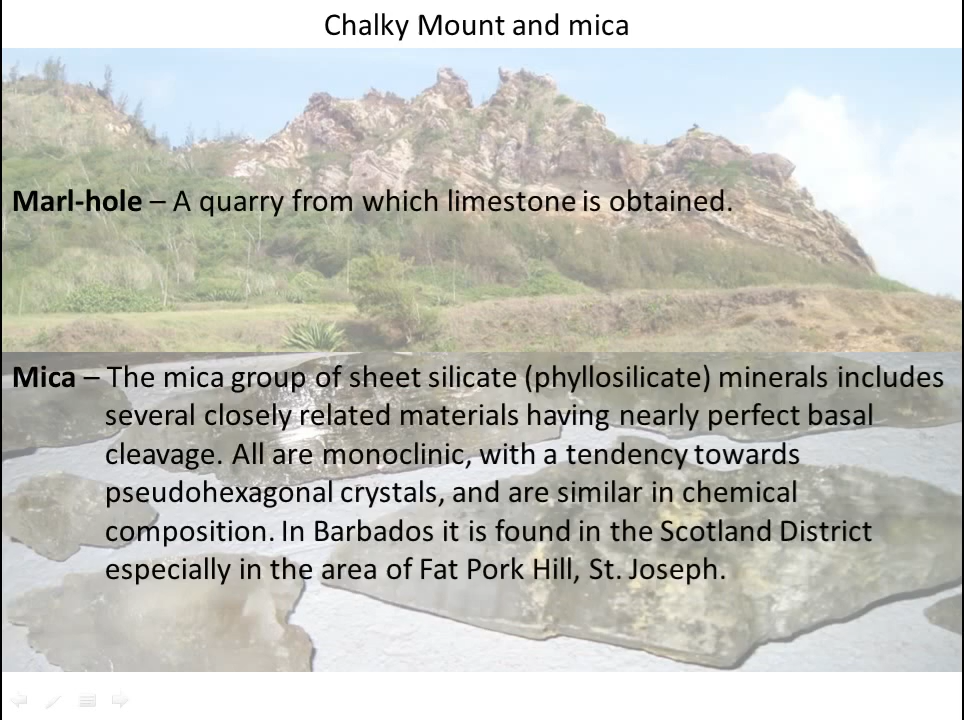 Chalky Mount and mica
Marl-hole – A quarry from which limestone is obtained.
Mica – The mica group of sheet silicate (phyllosilicate) minerals includes
several closely related materials having nearly perfect basal
cleavage. All are monoclinic, with a tendency towards
pseudohexagonal crystals, and are similar in chemical
composition. In Barbados it is found in the Scotland District
especially in the area of Fat Pork Hill, St. Joseph.